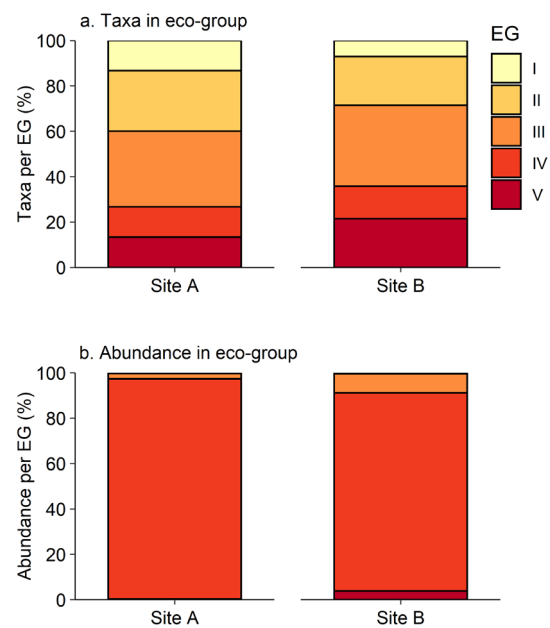 a. Taxa in eco-group
Taxa per EG (%)
100
80
60
40
20
0
Site A
Site B
EG
I
II
III
IV
V
b. Abundance in eco-group
Abundance per EG (%)
100
80
60
40
20
0
Site A
Site B